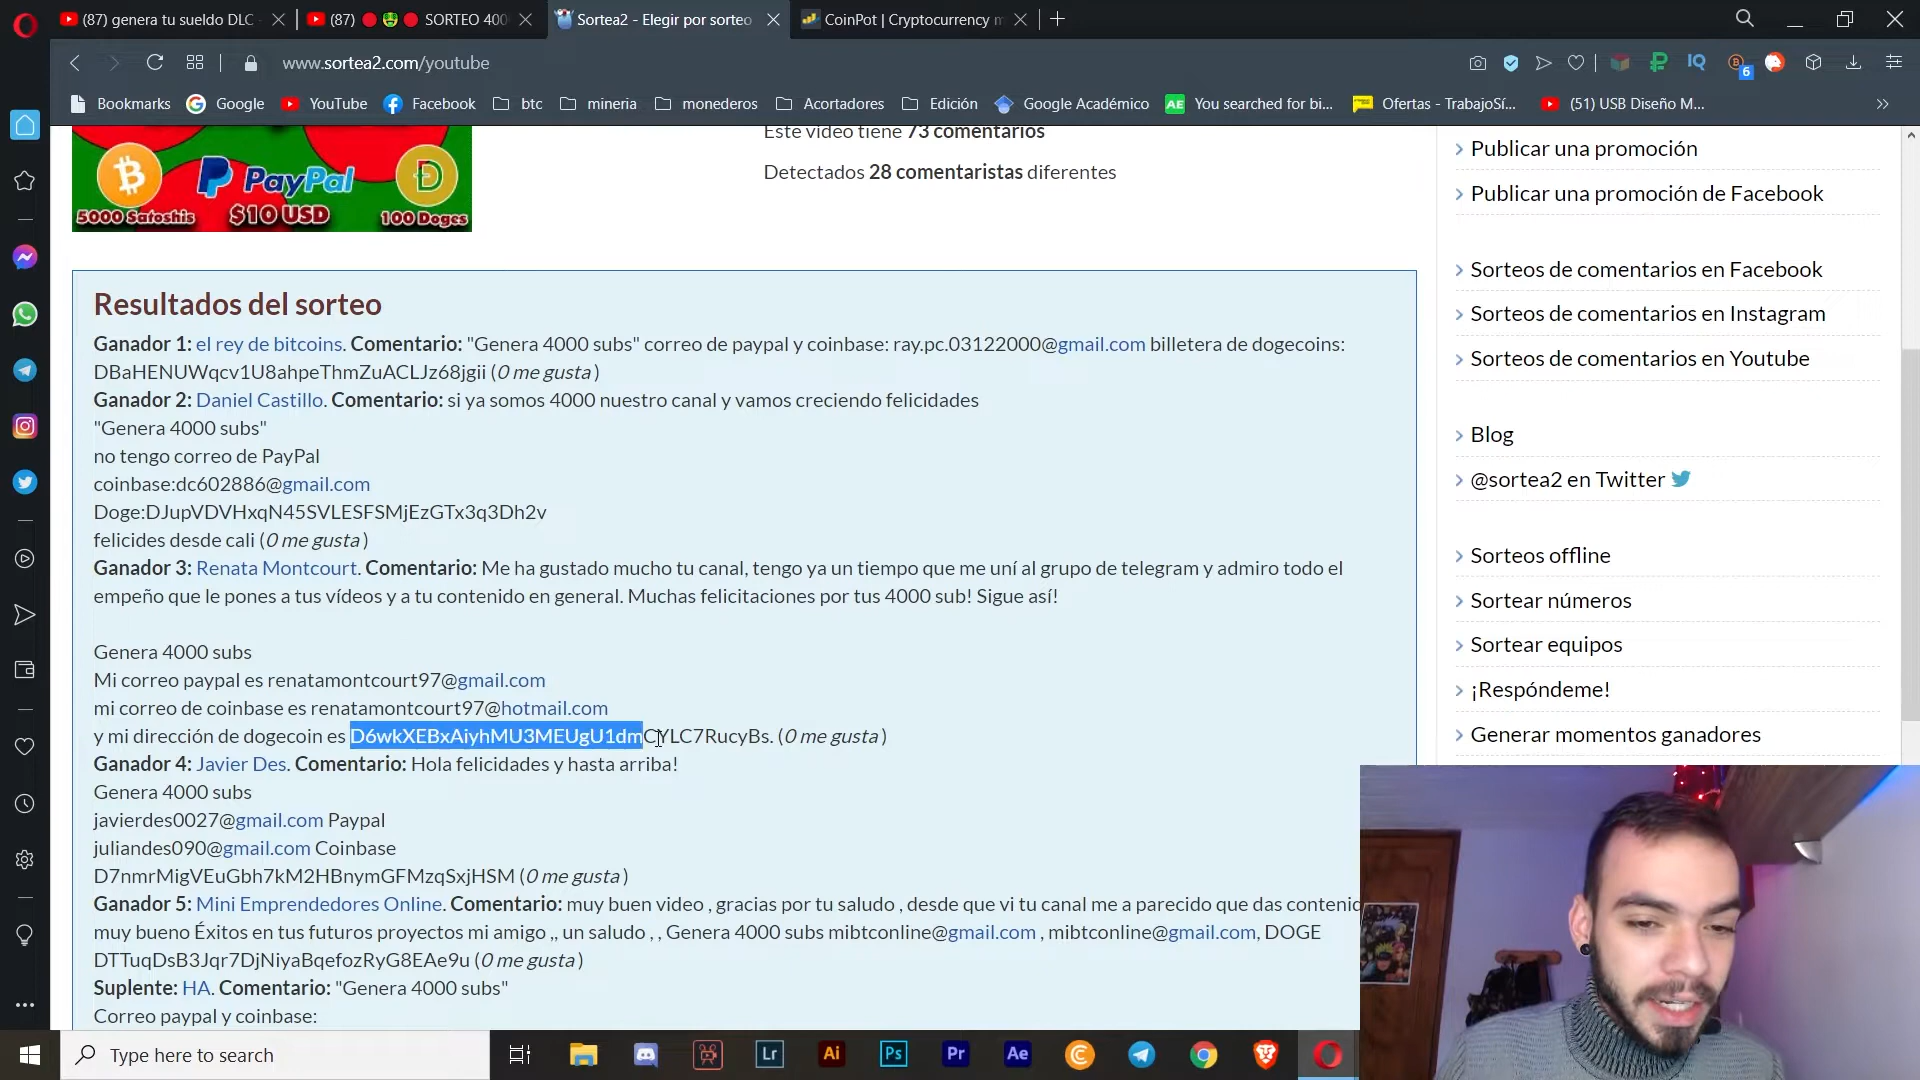 (87) genera tu sueldo DLC
(87) SORTEO 400
Sortea2 - Elegir por sorteo
CoinPot | Cryptocurrency m
www.sortea2.com/youtube
IQ
6
Bookmarks
Google
YouTube
Facebook
btc
mineria
monederos
Acortadores
Edición
Google Académico
AE You searched for bi...
Ofertas - TrabajoSí...
(51) USB Diseño M...
PayPal
5000 Satoshis $10 USD 100 Doges
Este vídeo tiene 73 comentarios
Detectados 28 comentaristas diferentes
Resultados del sorteo
Ganador 1: el rey de bitcoins. Comentario: "Genera 4000 subs" correo de paypal y coinbase: ray.pc.03122000@gmail.com billetera de dogecoins:
DBaHENUWqcv1U8ahpeThmZuACLJz68jgii (0 me gusta )
Ganador 2: Daniel Castillo. Comentario: si ya somos 4000 nuestro canal y vamos creciendo felicidades
"Genera 4000 subs"
no tengo correo de PayPal
coinbase:dc602886@gmail.com
Doge:DJupVDVHxqN45SVLESFSMjEzGTx3q3Dh2v
felicides desde cali (0 me gusta )
Ganador 3: Renata Montcourt. Comentario: Me ha gustado mucho tu canal, tengo ya un tiempo que me uní al grupo de telegram y admiro todo el
empeño que le pones a tus vídeos y a tu contenido en general. Muchas felicitaciones por tus 4000 sub! Sigue así!
Genera 4000 subs
Mi correo paypal es renatamontcourt97@gmail.com
mi correo de coinbase es renatamontcourt97@hotmail.com
y mi dirección de dogecoin es D6wkXEBxAiyhMU3MEUgU1dmCYLC7RucyBs. (0 me gusta )
Ganador 4: Javier Des. Comentario: Hola felicidades y hasta arriba!
Genera 4000 subs
javierdes0027@gmail.com Paypal
juliandes090@gmail.com Coinbase
D7nmrMigVEuGbh7kM2HBnymGFMzqSxjHSM (0 me gusta )
Ganador 5: Mini Emprendedores Online. Comentario: muy buen video , gracias por tu saludo , desde que vi tu canal me a parecido que das contenid
muy bueno Éxitos en tus futuros proyectos mi amigo ,, un saludo , , Genera 4000 subs mibtconline@gmail.com , mibtconline@gmail.com, DOGE
DTTuqDsB3Jqr7DjNiyaBqefozRyG8EAe9u (0 me gusta )
Suplente: HA. Comentario: "Genera 4000 subs"
Correo paypal y coinbase:
Publicar una promoción
Publicar una promoción de Facebook
Sorteos de comentarios en Facebook
Sorteos de comentarios en Instagram
Sorteos de comentarios en Youtube
Blog
@sortea2 en Twitter
Sorteos offline
Sortear números
Sortear equipos
¡Respóndeme!
Generar momentos ganadores
Type here to search
Lr
Ai
Ps
Pr
Ae